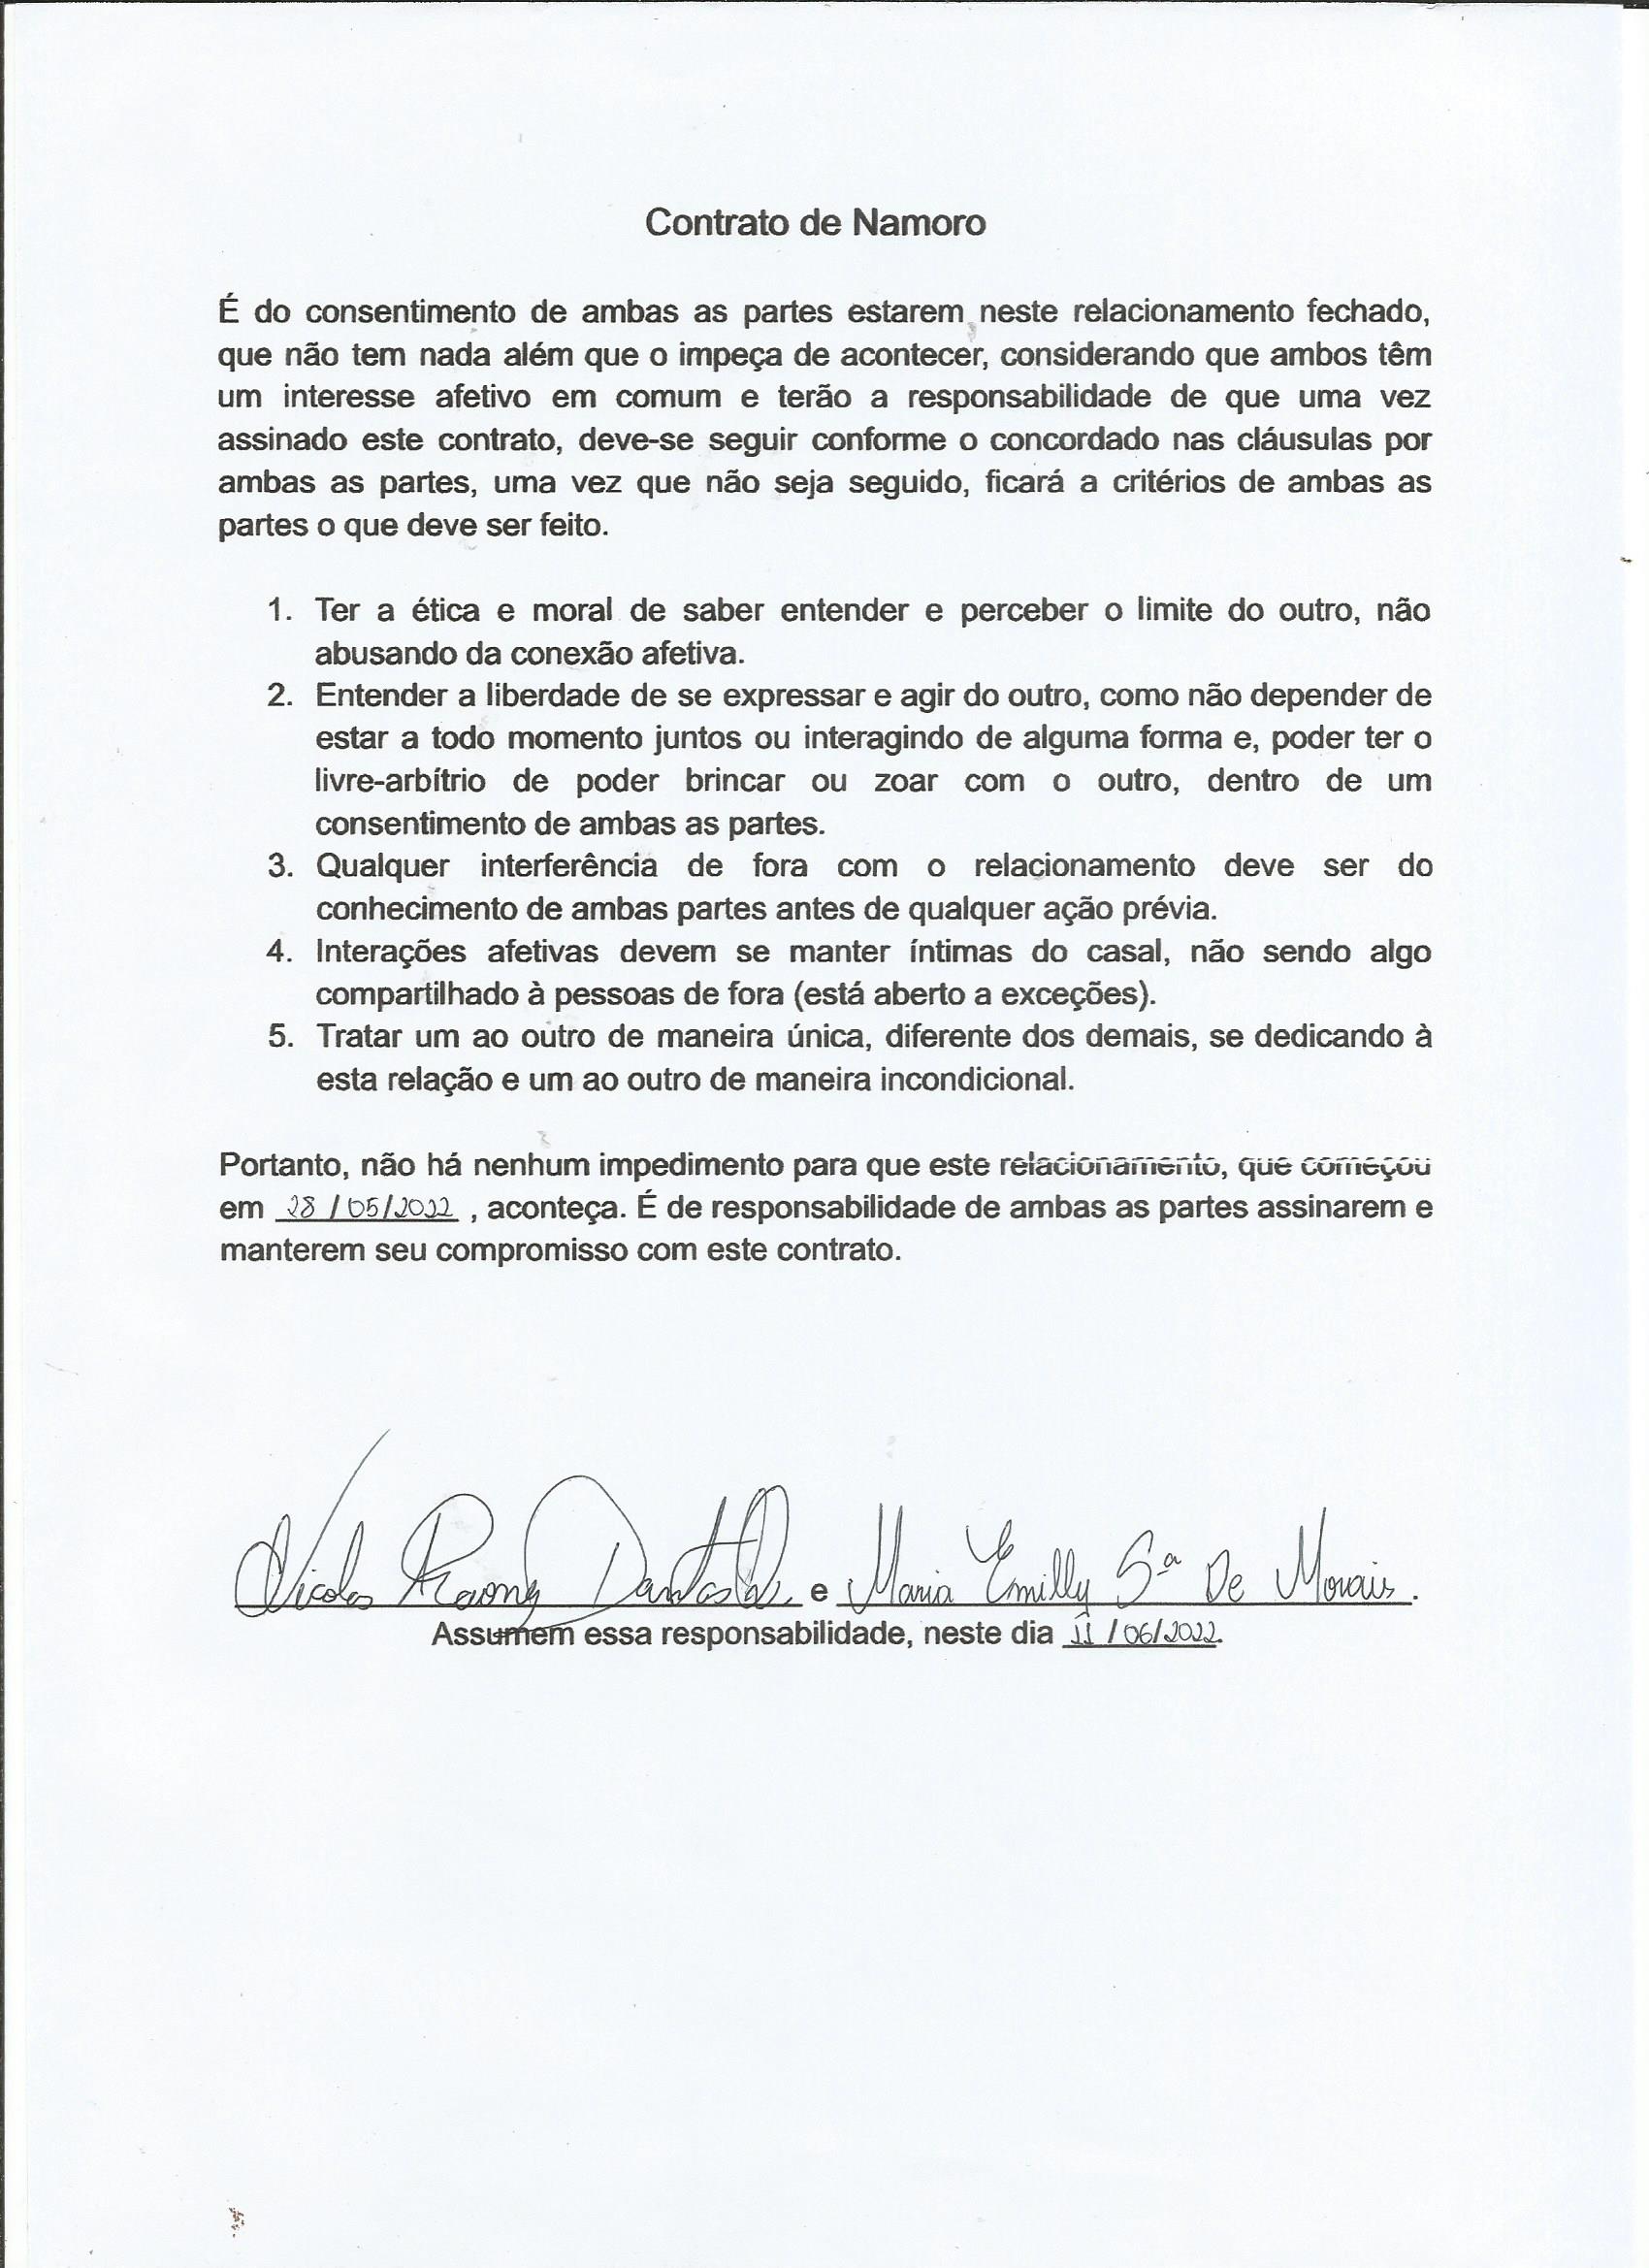 Contrato de Namoro
É do consentimento de ambas as partes estarem neste relacionamento fechado,
que não tem nada além que o impeça de acontecer, considerando que ambos têm
um interesse afetivo em comum e terão a responsabilidade de que uma vez
assinado este contrato, deve-se seguir conforme o concordado nas cláusulas por
ambas as partes, uma vez que não seja seguido, ficará a critérios de ambas as
partes o que deve ser feito.
1. Ter a ética e moral de saber entender e perceber o limite do outro, não
abusando da conexão afetiva.
2. Entender a liberdade de se expressar e agir do outro, como não depender de
estar a todo momento juntos ou interagindo de alguma forma e, poder ter o
livre-arbítrio de poder brincar ou zoar com o outro, dentro de um
consentimento de ambas as partes.
3. Qualquer interferência de fora com o relacionamento deve ser do
conhecimento de ambas partes antes de qualquer ação prévia.
4. Interações afetivas devem se manter íntimas do casal, não sendo algo
compartilhado à pessoas de fora (está aberto a exceções).
5. Tratar um ao outro de maneira única, diferente dos demais, se dedicando à
esta relação e um ao outro de maneira incondicional.
Portanto, não há nenhum impedimento para que este relacionamento, que começou
em 28/05/2022, aconteça. É de responsabilidade de ambas as partes assinarem e
manterem seu compromisso com este contrato.
Nicolas Dantas e Maria Emilly Sª De Morais.
Assumem essa responsabilidade, neste dia 11/06/2022.